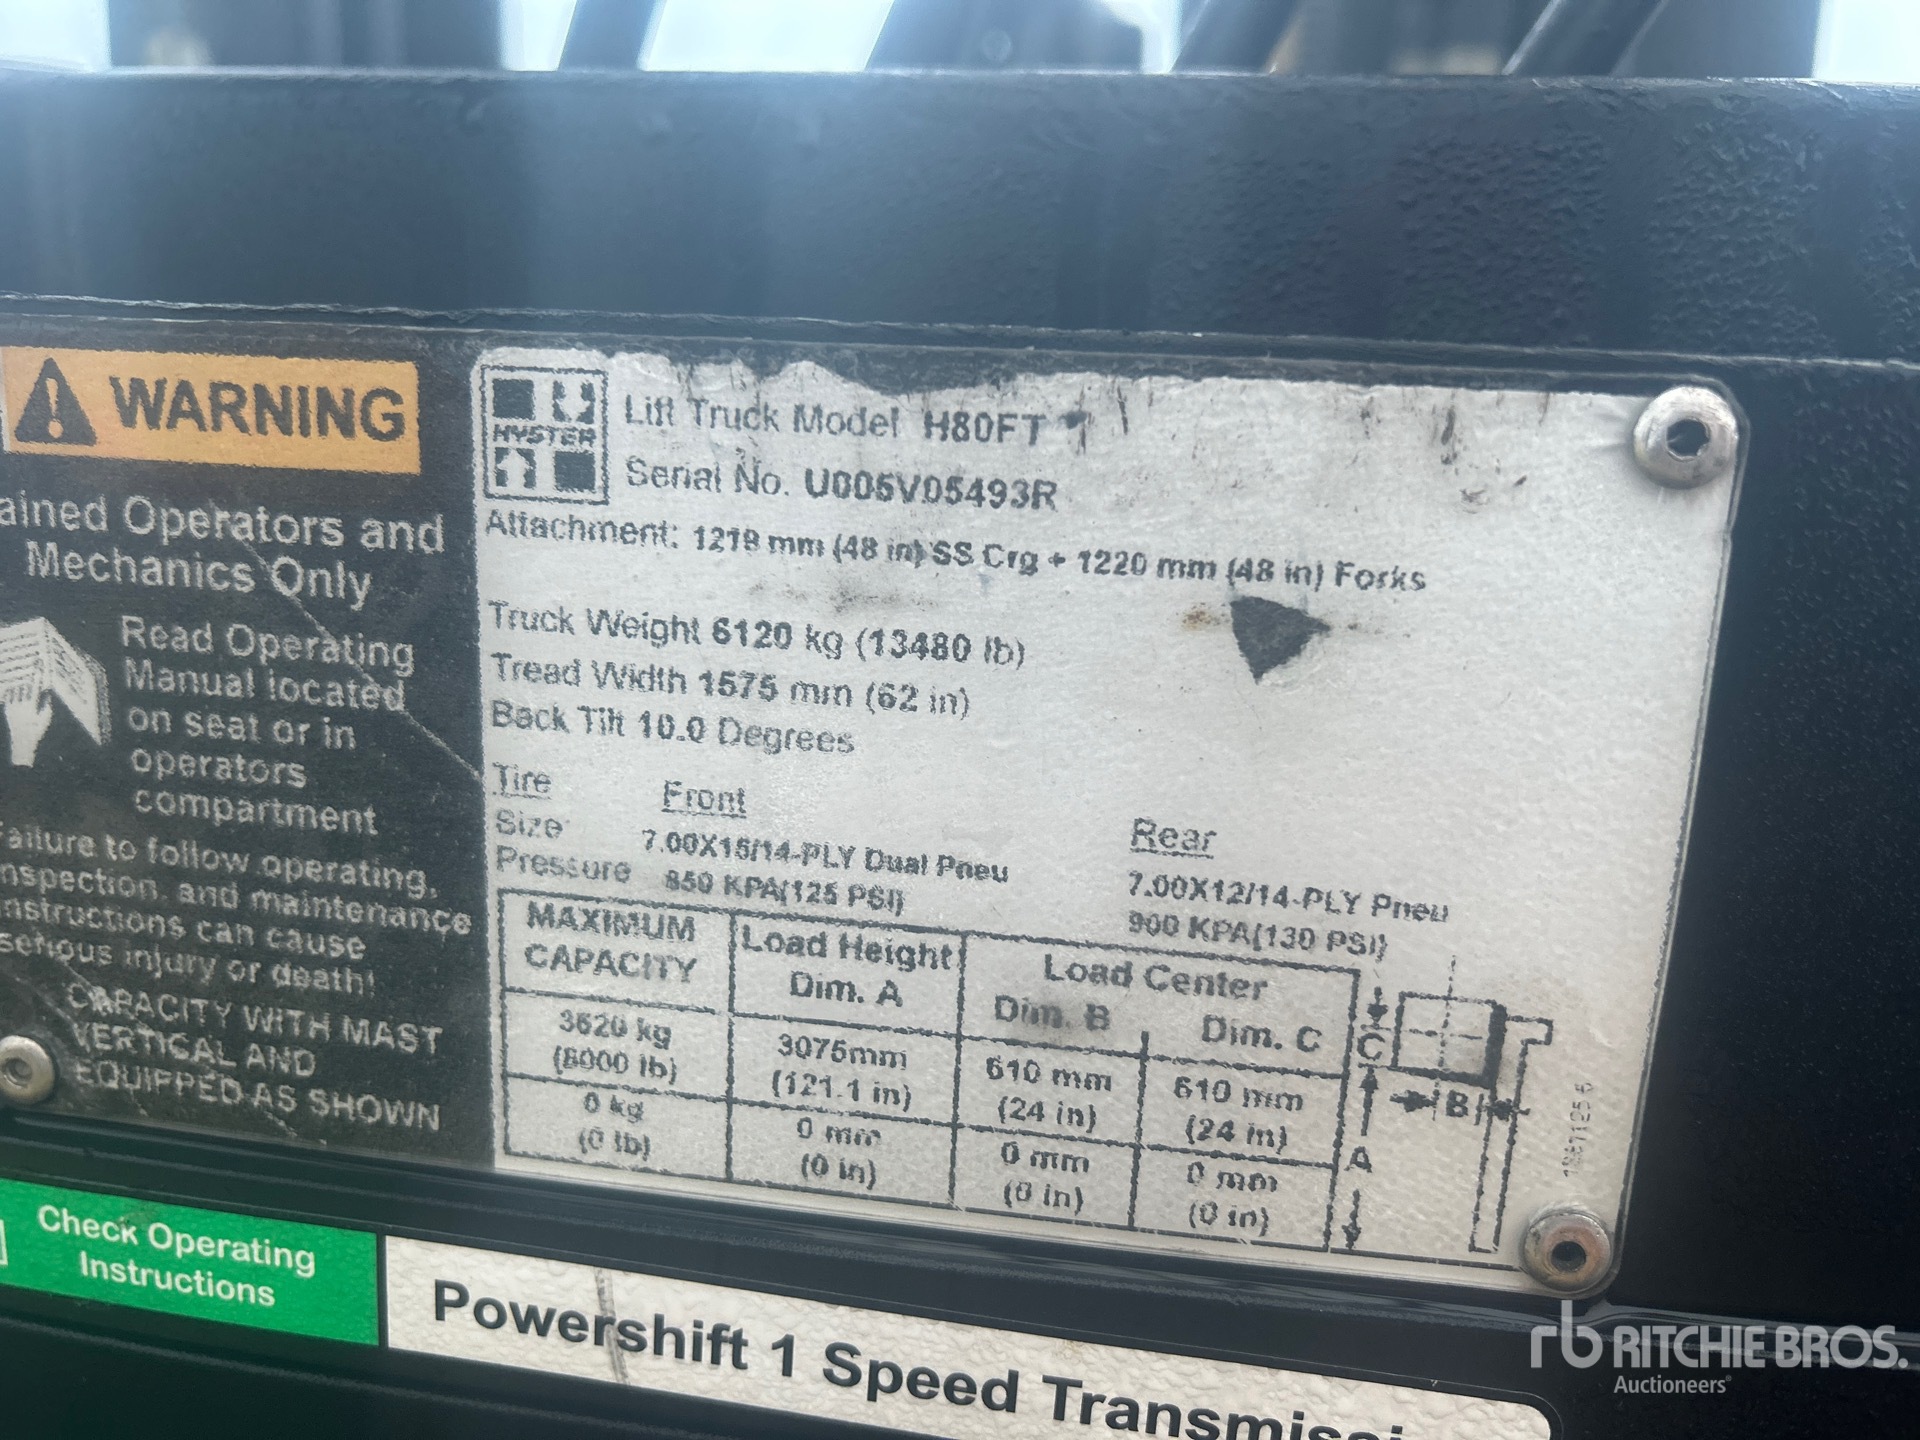 WARNING
ained Operators and
Mechanics Only
Read Operating
Manual located
on seat or in
operators
compartment
ailure to follow operating,
nspection, and maintenance
nstructions can cause
serious injury or death!
CAPACITY WITH MAST
VERTICAL AND
EQUIPPED AS SHOWN
Check Operating
Instructions
HYSTER
Lift Truck Model H80FT
Serial No. U005V05493R
Attachment: 1219 mm (48 in) SS Crg + 1220 mm (48 in) Forks
Truck Weight 6120 kg (13480 lb)
Tread Width 1575 mm (62 in)
Back Tilt 10.0 Degrees
Tire Front Rear
Size 7.00X15/14-PLY Dual Pneu 7.00X12/14-PLY Pneu
Pressure 850 KPA(125 PSI) 900 KPA(130 PSI)
MAXIMUM CAPACITY Load Height Dim. A Load Center Dim. B Dim. C
3620 kg 3075mm 610 mm 610 mm
(8000 lb) (121.1 in) (24 in) (24 in)
0 kg 0 mm 0 mm 0 mm
(0 lb) (0 in) (0 in) (0 in)
C
B
A
Powershift 1 Speed Transmissi
rb RITCHIE BROS.
Auctioneers